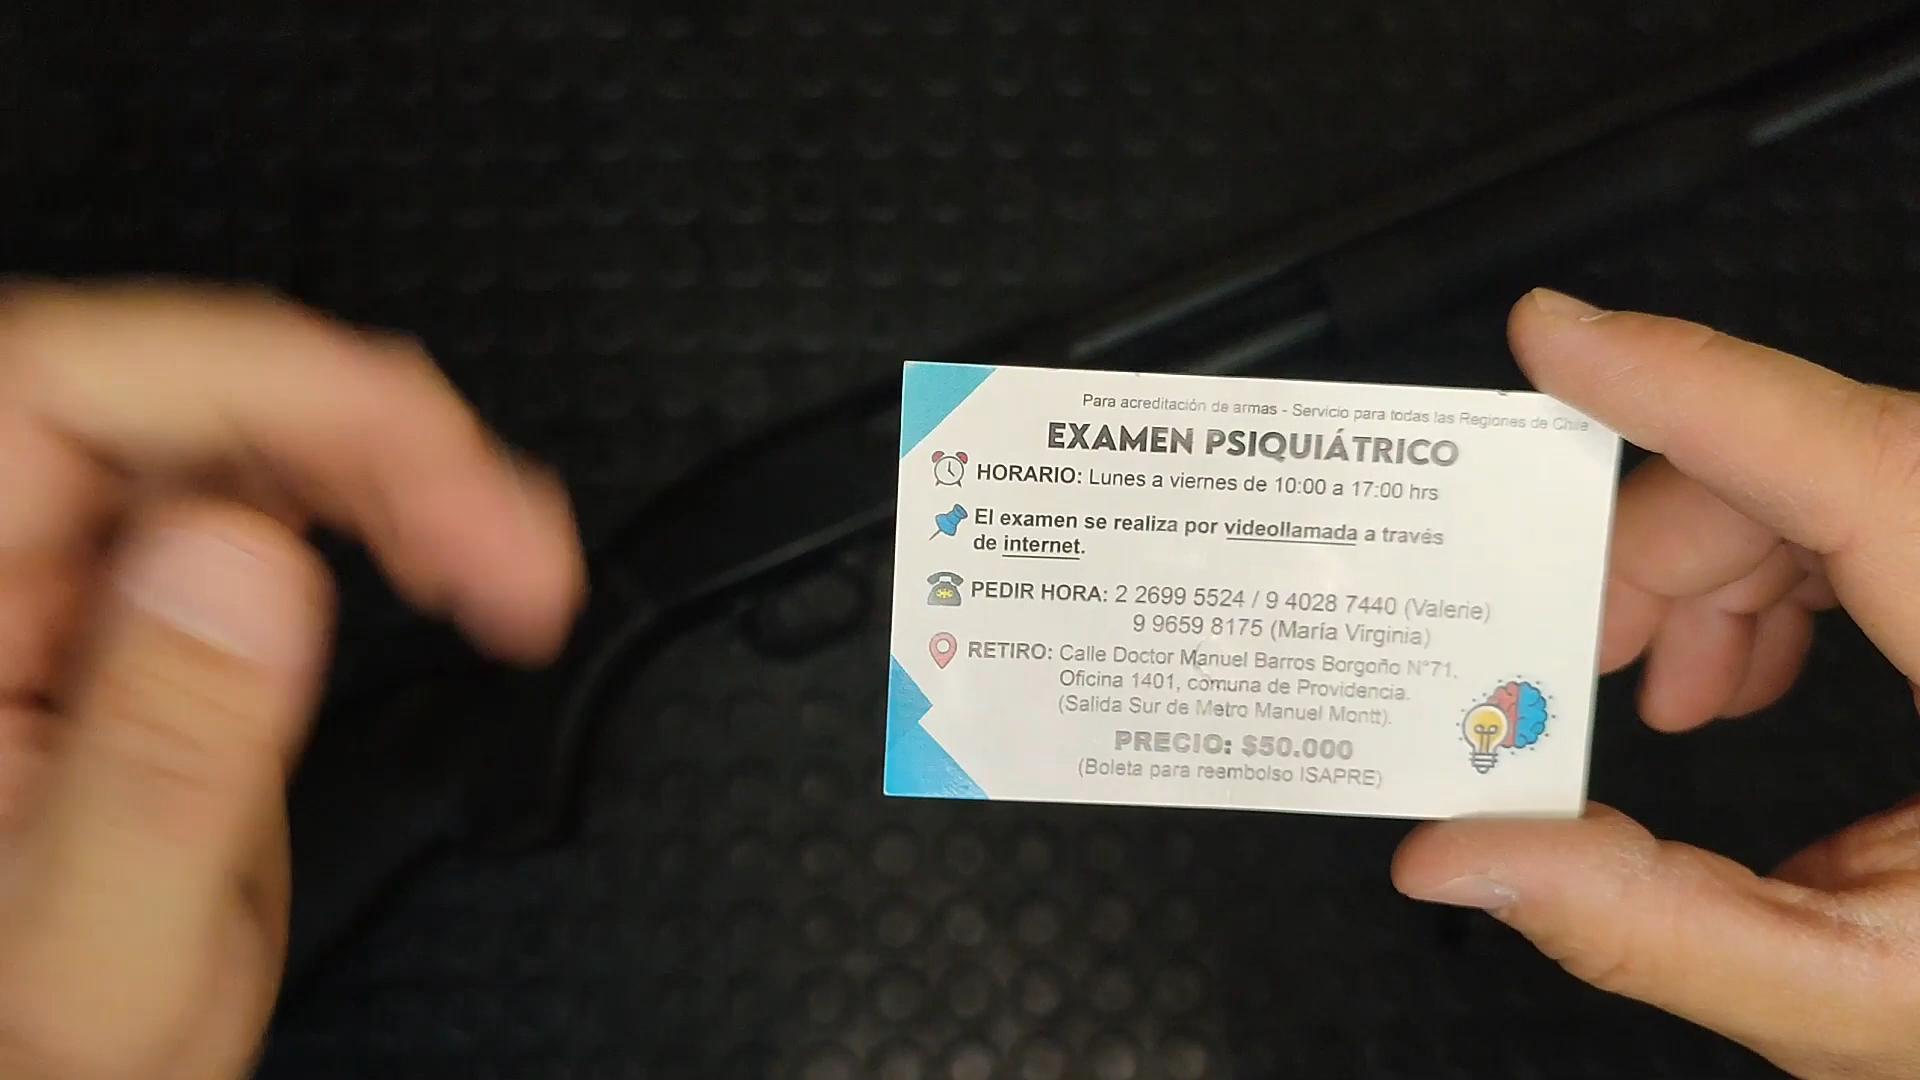 Para acreditación de armas - Servicio para todas las Regiones de Chile
EXAMEN PSIQUIÁTRICO
HORARIO: Lunes a viernes de 10:00 a 17:00 hrs
El examen se realiza por videollamada a través
de internet.
PEDIR HORA: 2 2699 5524 / 9 4028 7440 (Valerie)
9 9659 8175 (María Virginia)
RETIRO: Calle Doctor Manuel Barros Borgoño N°71,
Oficina 1401, comuna de Providencia.
(Salida Sur de Metro Manuel Montt).
PRECIO: $50.000
(Boleta para reembolso ISAPRE)